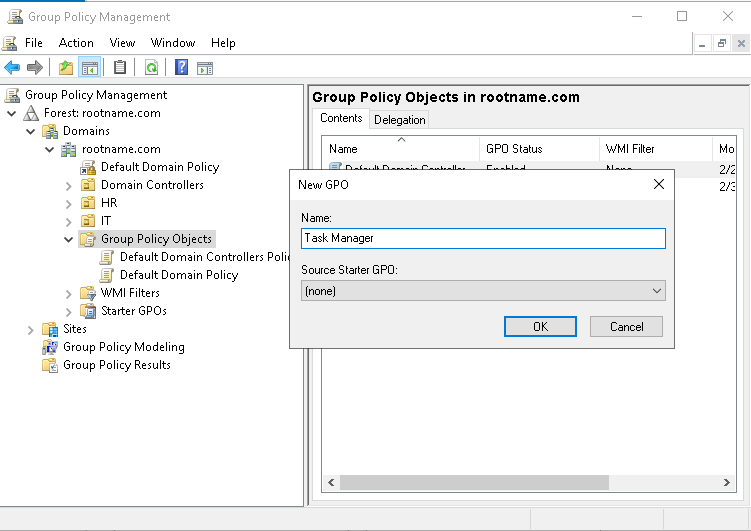 Group Policy Management
File Action View Window Help
Group Policy Management
Forest: rootname.com
Domains
rootname.com
Default Domain Policy
Domain Controllers
HR
IT
Group Policy Objects
Default Domain Controllers Polic
Default Domain Policy
WMI Filters
Starter GPOs
Sites
Group Policy Modeling
Group Policy Results
Group Policy Objects in rootname.com
Contents Delegation
Name GPO Status WMI Filter Mo
Default Domain Controller Enabled None 2/2
2/3
New GPO
Name:
Task Manager
Source Starter GPO:
(none)
OK Cancel